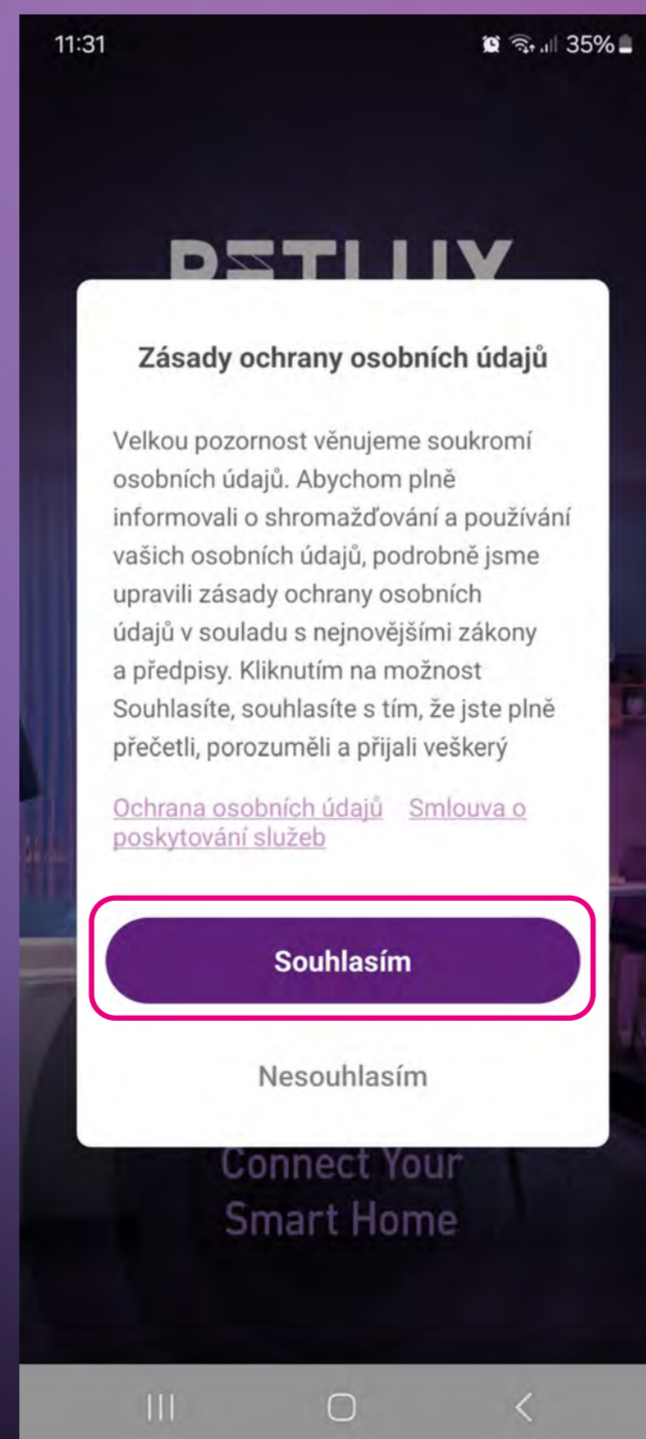 11:31
35%
RETLUX
Zásady ochrany osobních údajů
Velkou pozornost věnujeme soukromí
osobních údajů. Abychom plně
informovali o shromažďování a používání
vašich osobních údajů, podrobně jsme
upravili zásady ochrany osobních
údajů v souladu s nejnovějšími zákony
a předpisy. Kliknutím na možnost
Souhlasíte, souhlasíte s tím, že jste plně
přečetli, porozuměli a přijali veškerý
Ochrana osobních údajů Smlouva o
poskytování služeb
Souhlasím
Nesouhlasím
Connect Your
Smart Home